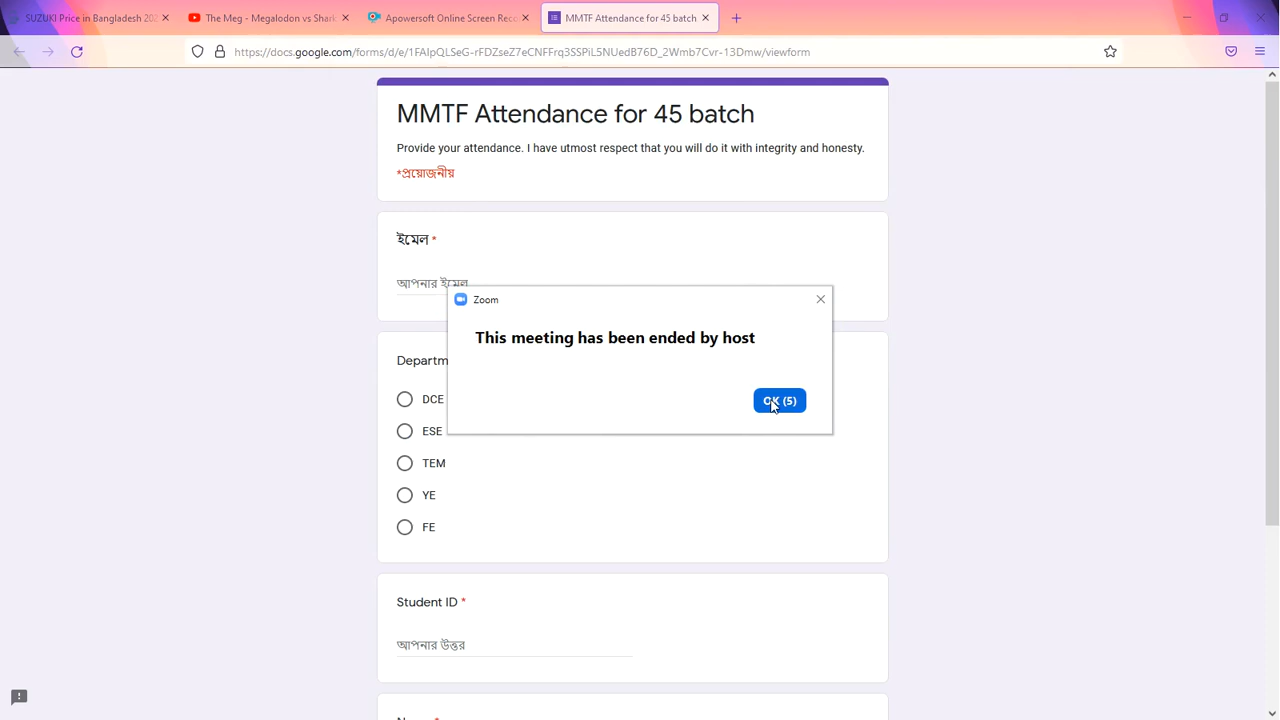 SUZUKI Price in Bangladesh 202
The Meg - Megalodon vs Shark
Apowersoft Online Screen Reco
MMTF Attendance for 45 batch
https://docs.google.com/forms/d/e/1FAIpQLSeG-rFDZseZ7eCNFFrq3SSPiL5NUedB76D_2Wmb7Cvr-13Dmw/viewform
MMTF Attendance for 45 batch
Provide your attendance. I have utmost respect that you will do it with integrity and honesty.
*প্রয়োজনীয়
ইমেল *
আপনার ইমেল
Zoom
This meeting has been ended by host
OK (5)
Departm
DCE
ESE
TEM
YE
FE
Student ID *
আপনার উত্তর